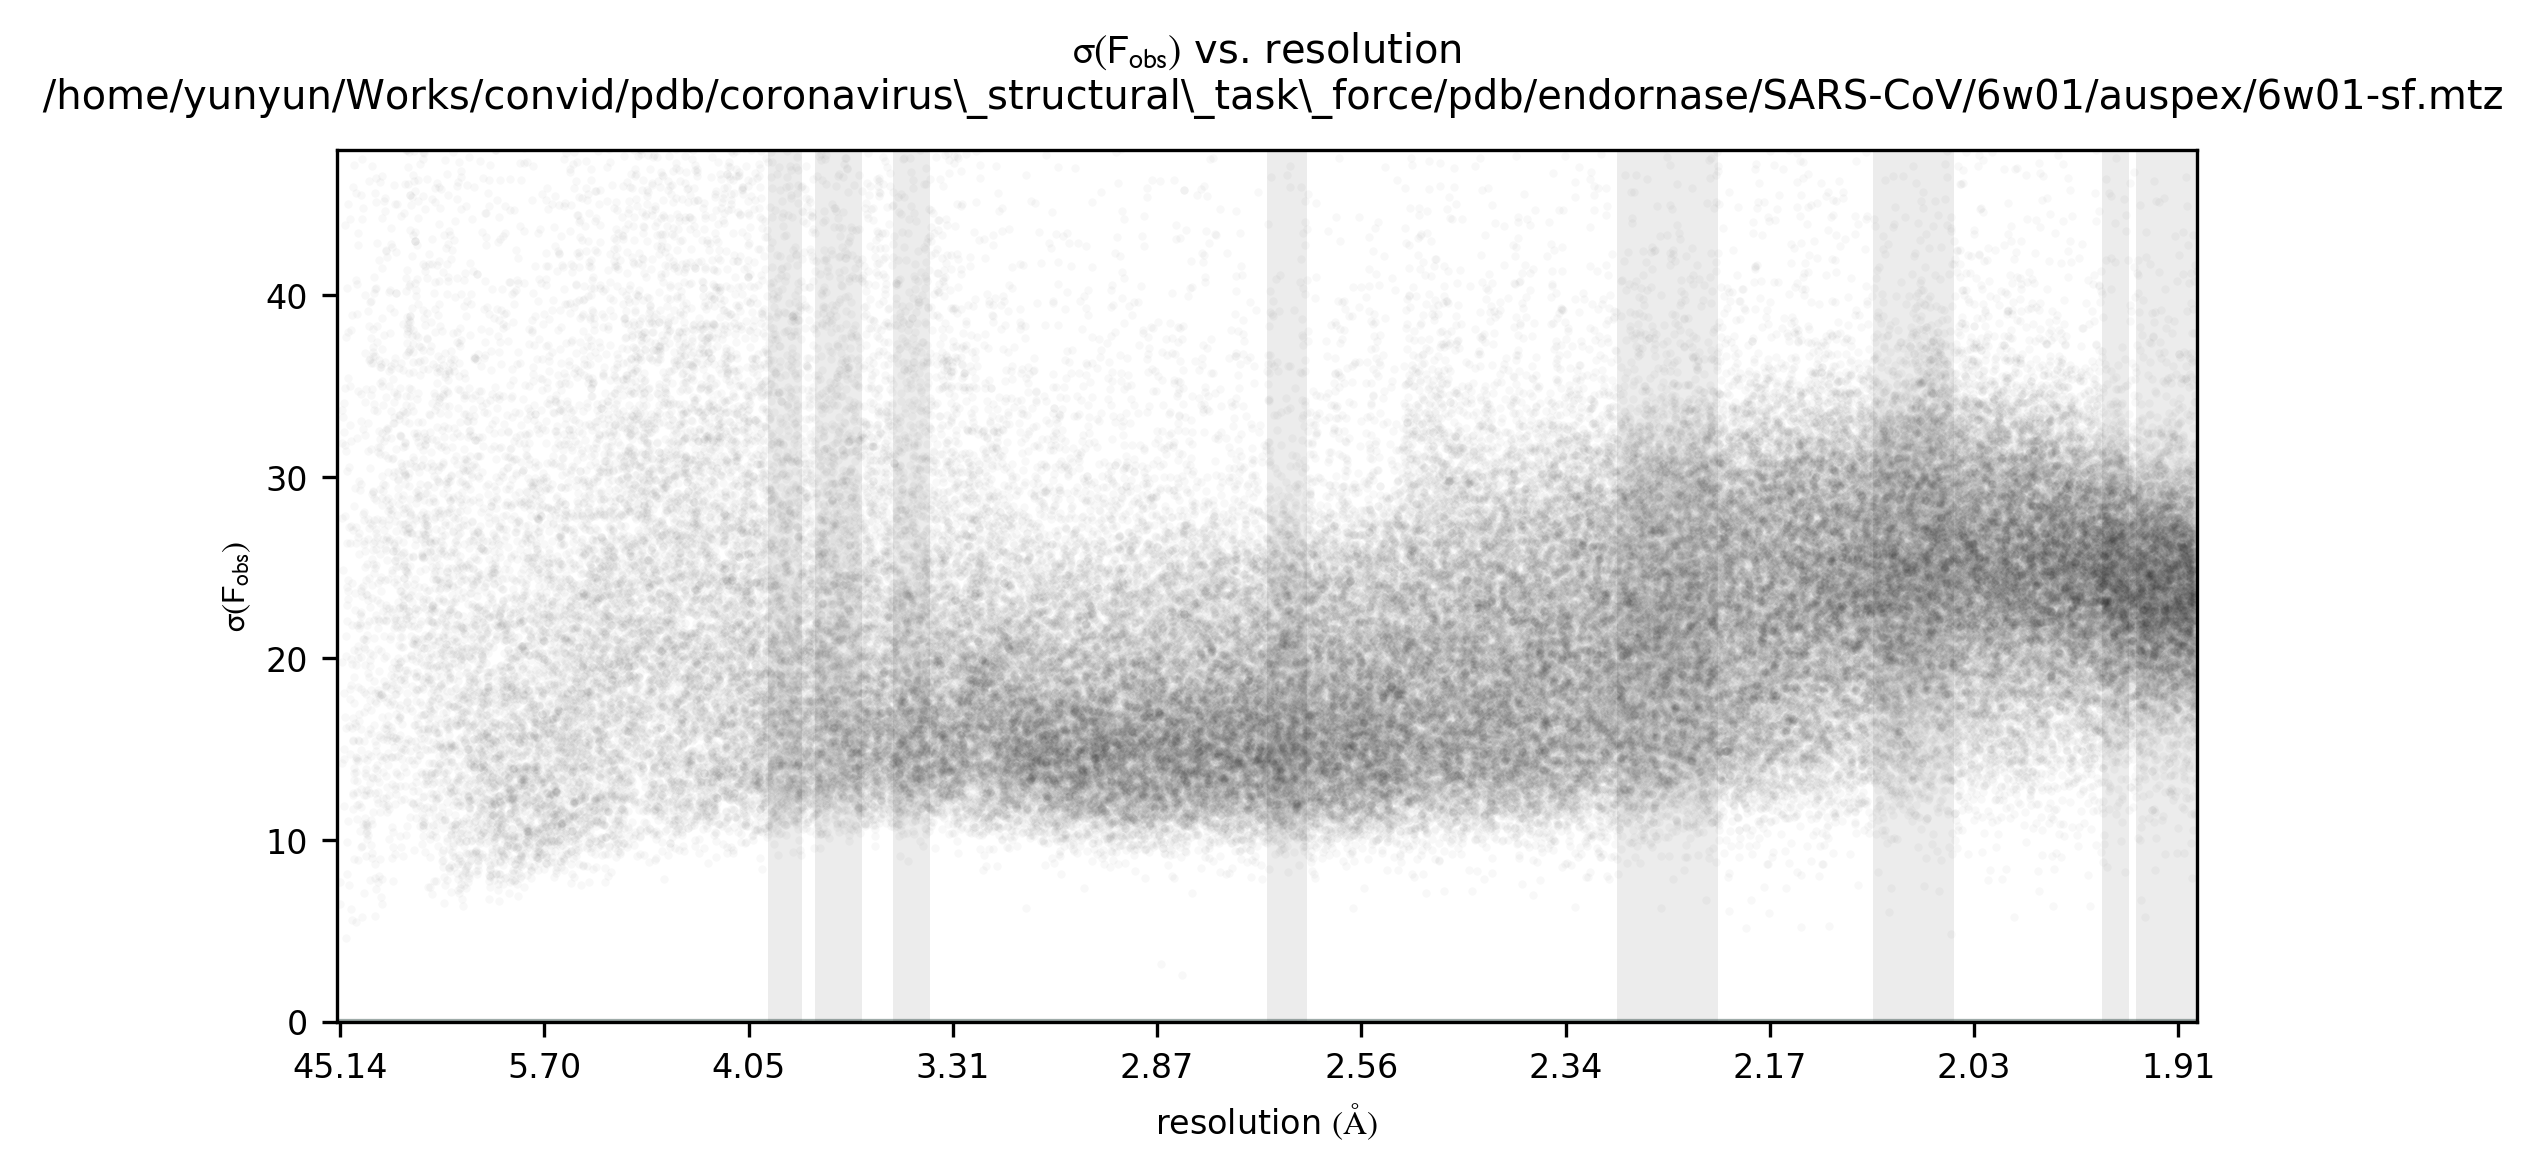 σ(Fobs) vs. resolution
/home/yunyun/Works/convid/pdb/coronavirus\_structural\_task\_force/pdb/endornase/SARS-CoV/6w01/auspex/6w01-sf.mtz
40
30
20
10
0
σ(Fobs)
45.14 5.70 4.05 3.31 2.87 2.56 2.34 2.17 2.03 1.91
resolution (Å)